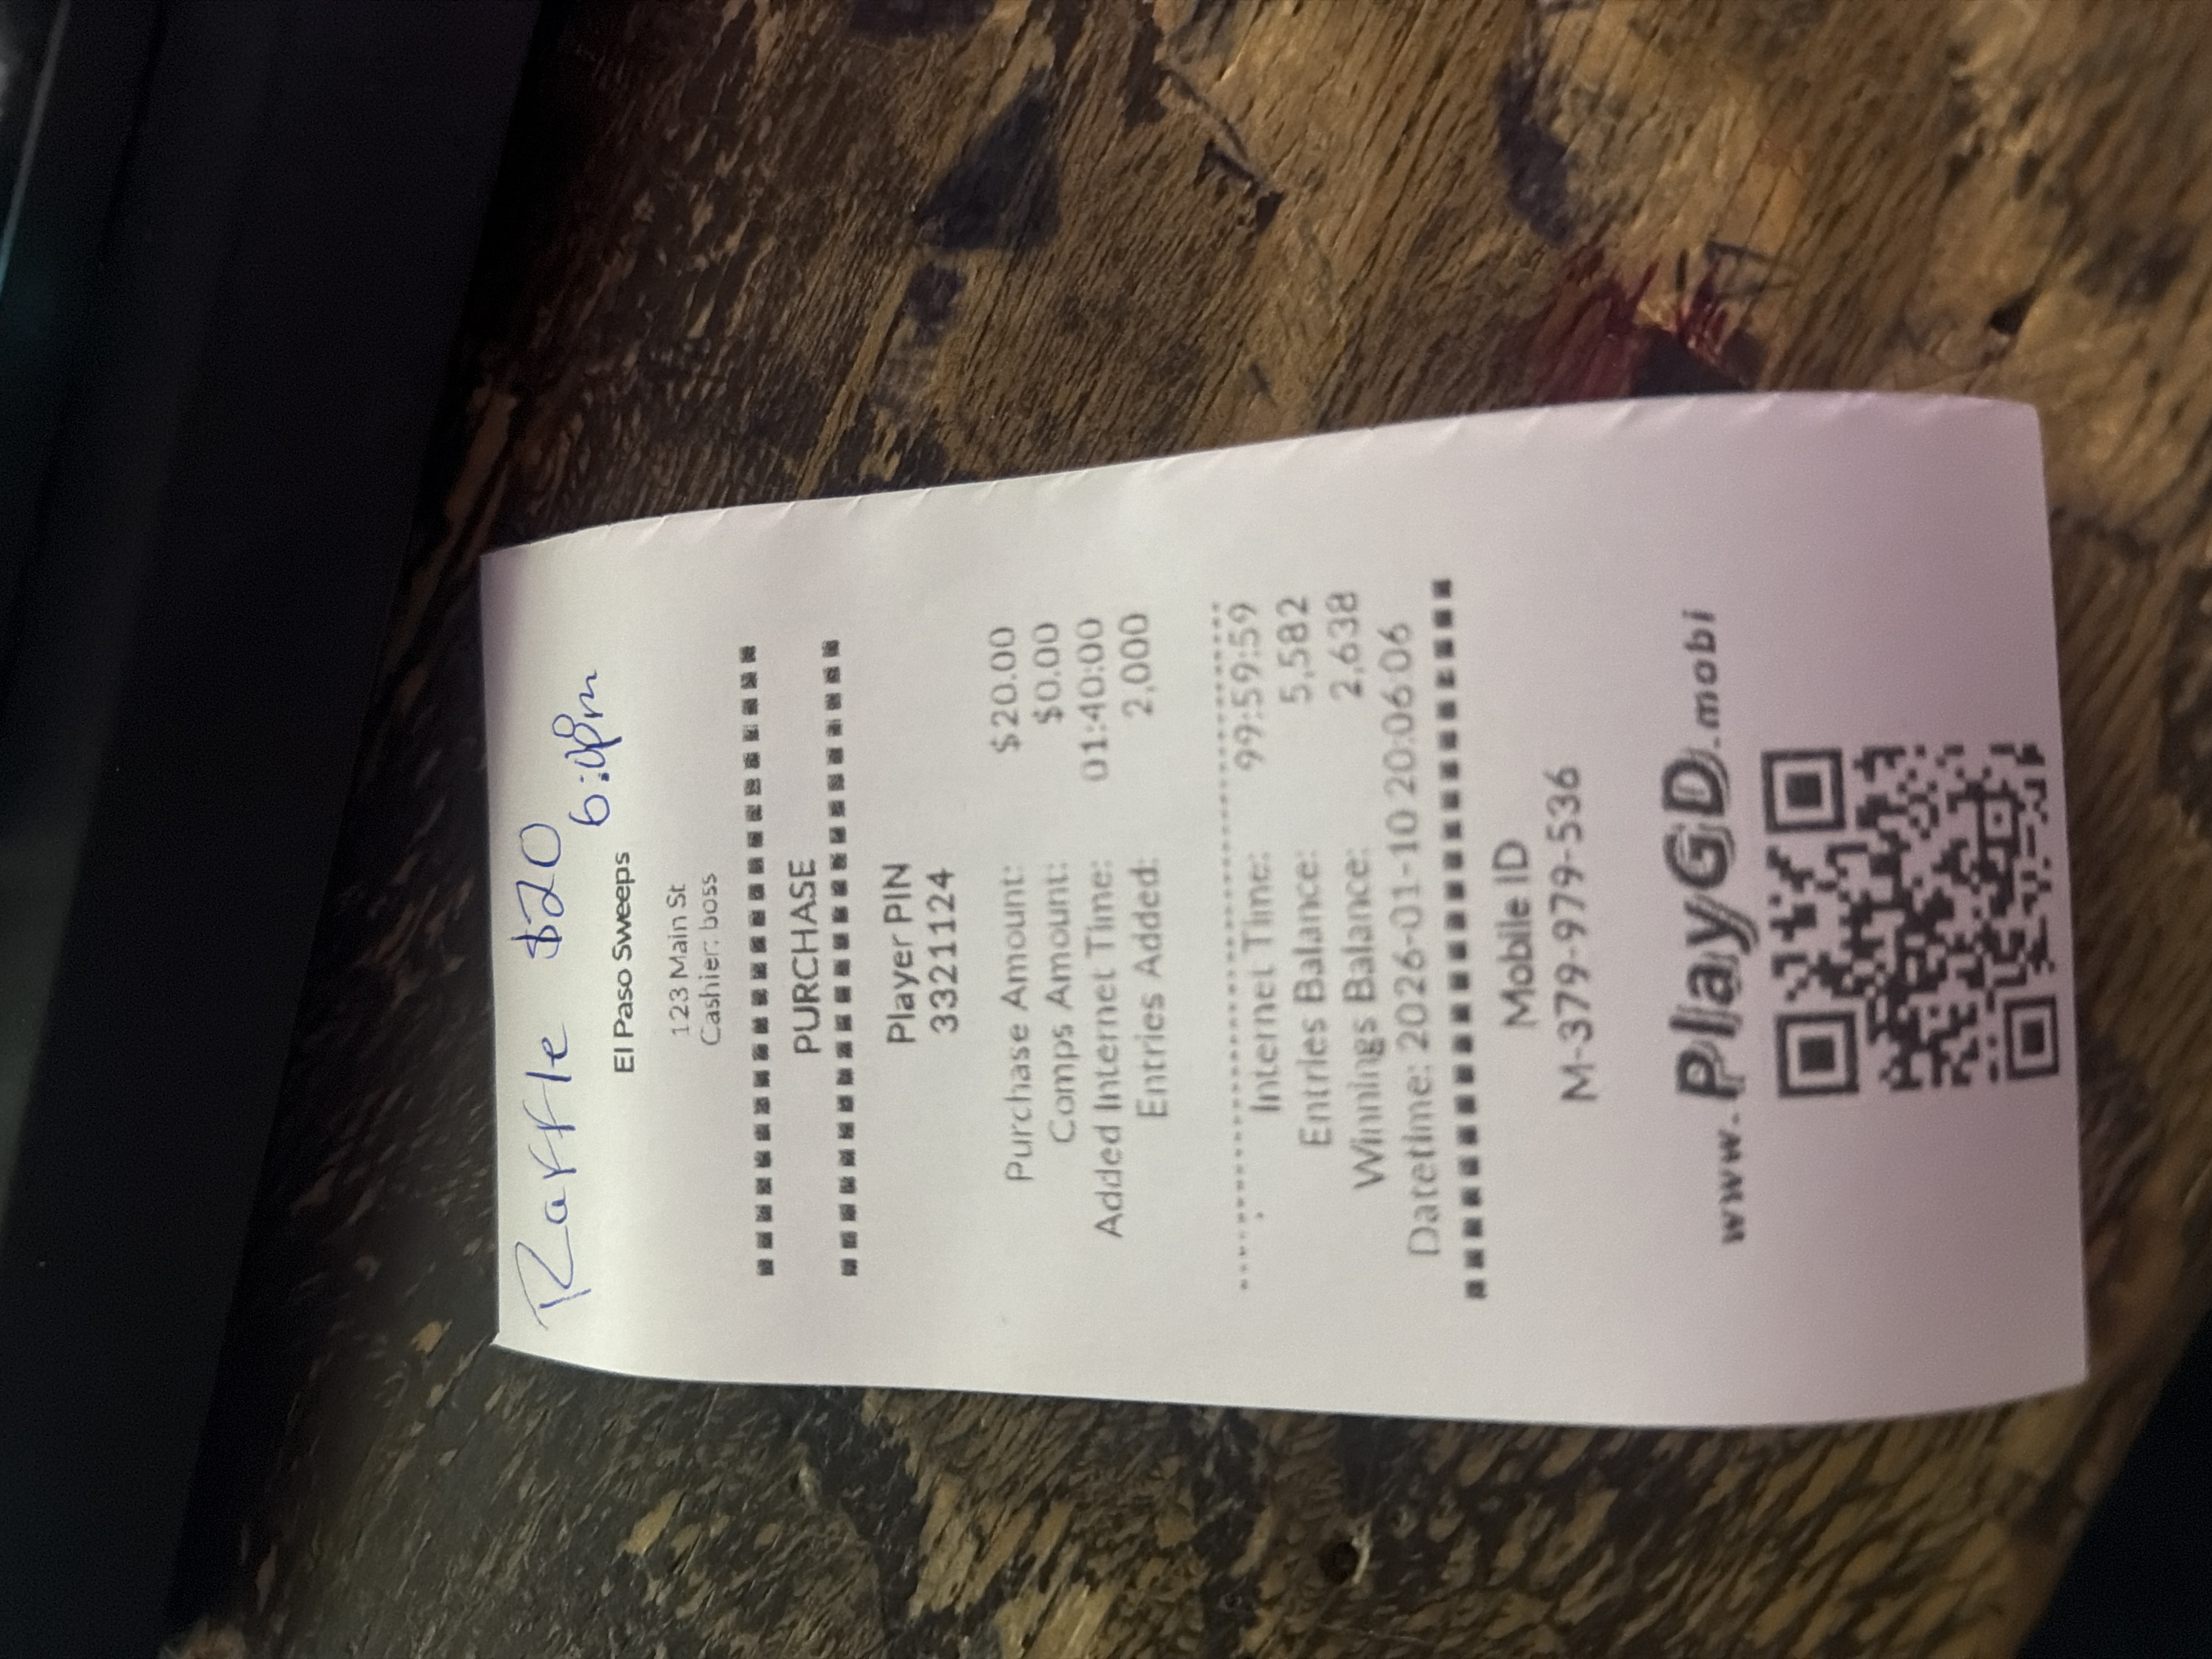 Raffle $20
6:00pm
El Paso Sweeps
123 Main St
Cashier: boss
PURCHASE
Player PIN
3321124
Purchase Amount: $20.00
Comps Amount: $0.00
Added Internet Time: 01:40:00
Entries Added: 2,000
Internet Time: 99:59:59
Entries Balance: 5,582
Winnings Balance: 2,638
Datetime: 2026-01-10 20:06:06
Mobile ID
M-379-979-536
www.PlayGD.mobi